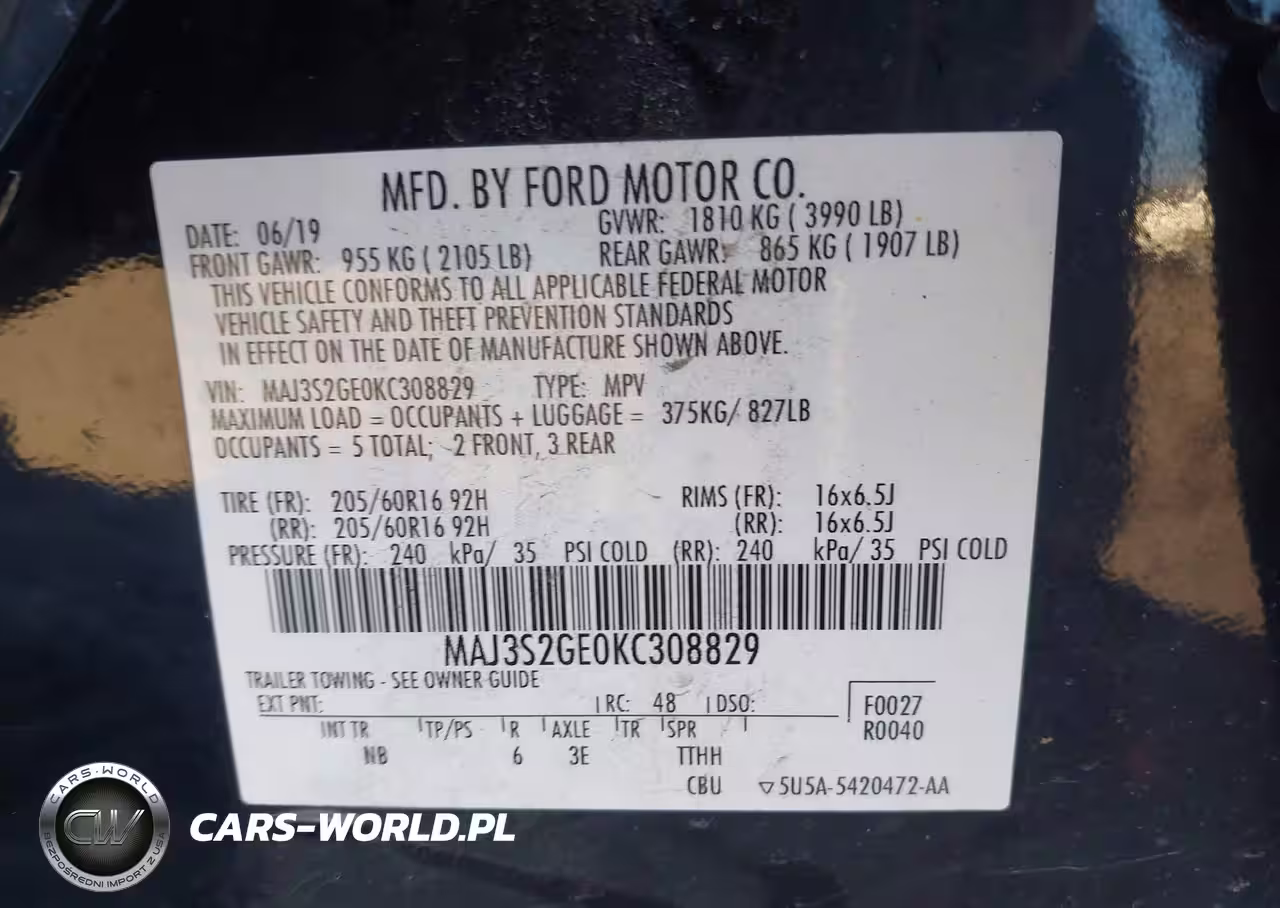 MFD. BY FORD MOTOR CO.
DATE: 06/19 GVWR: 1810 KG ( 3990 LB)
FRONT GAWR: 955 KG ( 2105 LB) REAR GAWR: 865 KG ( 1907 LB)
THIS VEHICLE CONFORMS TO ALL APPLICABLE FEDERAL MOTOR
VEHICLE SAFETY AND THEFT PREVENTION STANDARDS
IN EFFECT ON THE DATE OF MANUFACTURE SHOWN ABOVE.
VIN: MAJ3S2GE0KC308829 TYPE: MPV
MAXIMUM LOAD = OCCUPANTS + LUGGAGE = 375KG/ 827LB
OCCUPANTS = 5 TOTAL; 2 FRONT, 3 REAR
TIRE (FR): 205/60R16 92H RIMS (FR): 16x6.5J
(RR): 205/60R16 92H (RR): 16x6.5J
PRESSURE (FR): 240 kPa/ 35 PSI COLD (RR): 240 kPa/ 35 PSI COLD
MAJ3S2GE0KC308829
TRAILER TOWING - SEE OWNER GUIDE
EXT PNT: RC: 48 DSO: F0027
R0040
INT TR TP/PS R AXLE TR SPR
NB 6 3E TTHH
CBU ▽5U5A-5420472-AA
CARS-WORLD
CW
BEZPOŚREDNI IMPORT Z USA
CARS-WORLD.PL